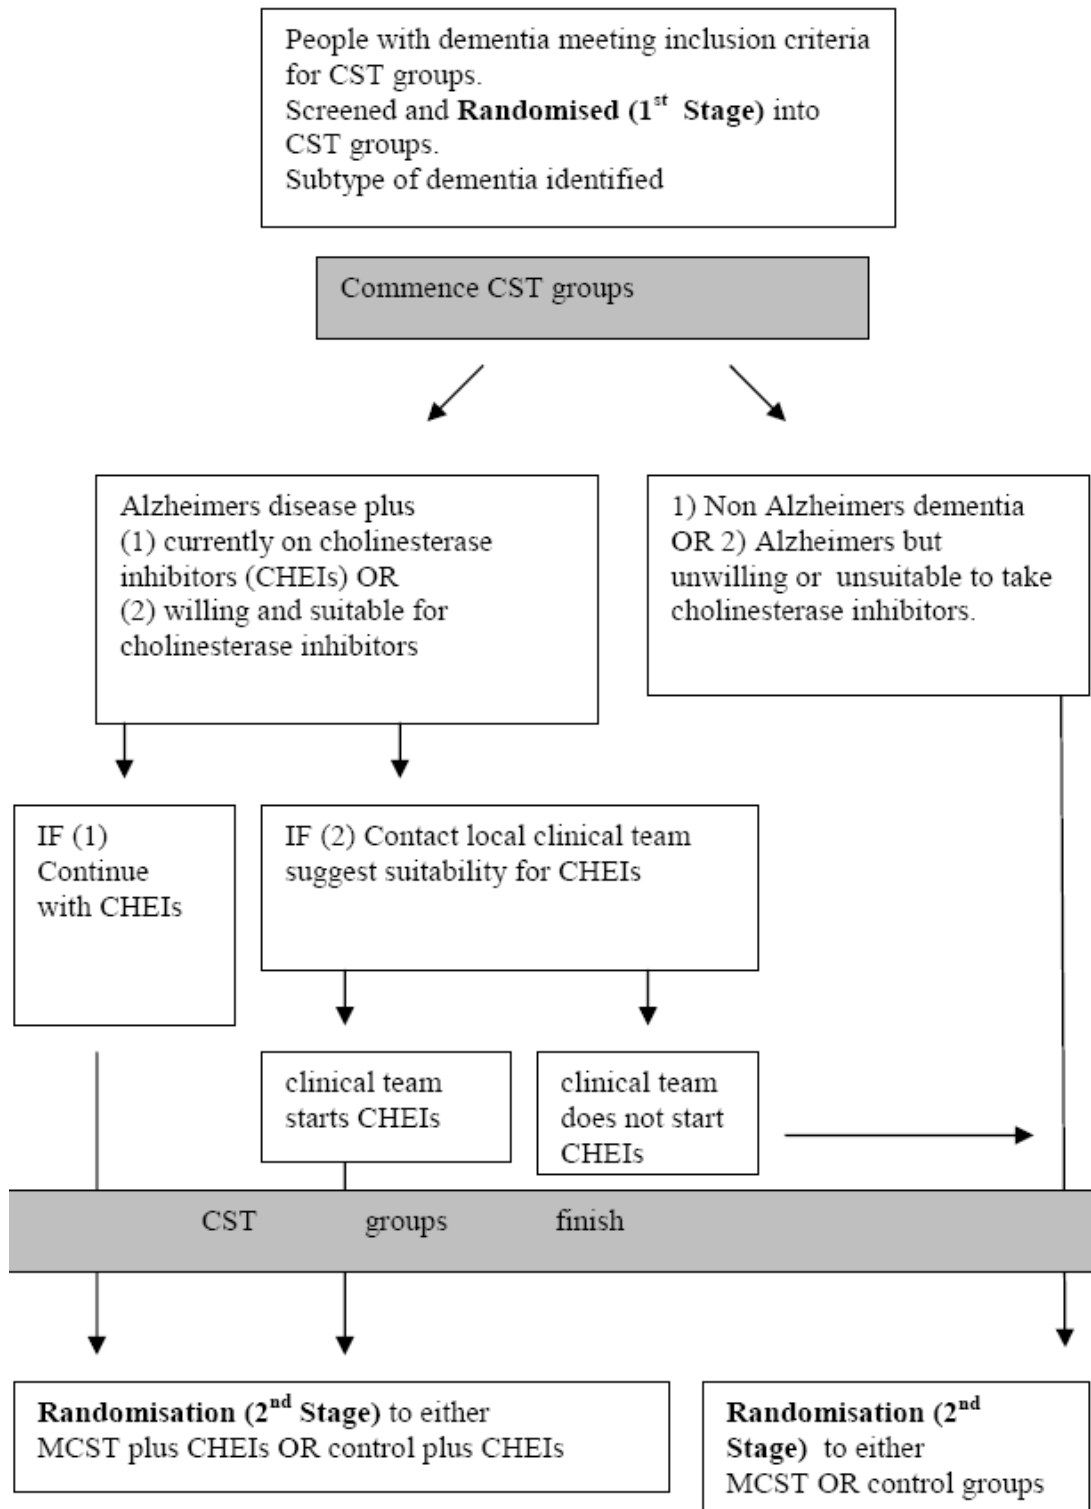 People with dementia meeting inclusion criteria
for CST groups.
Screened and Randomised (1st Stage) into
CST groups.
Subtype of dementia identified
Commence CST groups
Alzheimers disease plus
(1) currently on cholinesterase
inhibitors (CHEIs) OR
(2) willing and suitable for
cholinesterase inhibitors
1) Non Alzheimers dementia
OR 2) Alzheimers but
unwilling or unsuitable to take
cholinesterase inhibitors.
IF (1)
Continue
with CHEIs
IF (2) Contact local clinical team
suggest suitability for CHEIs
clinical team
starts CHEIs
clinical team
does not start
CHEIs
CST groups finish
Randomisation (2nd Stage) to either
MCST plus CHEIs OR control plus CHEIs
Randomisation (2nd
Stage) to either
MCST OR control groups